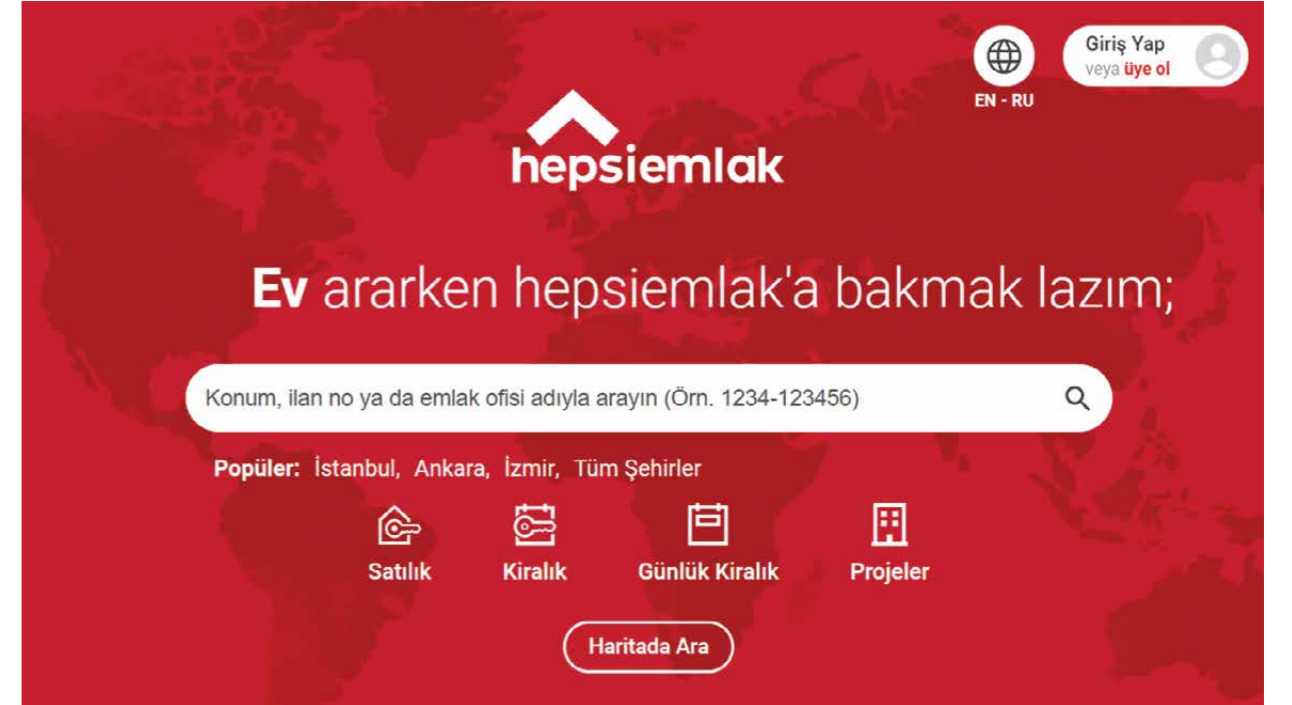 Giriş Yap
veya üye ol
EN - RU
hepsiemlak
Ev ararken hepsiemlak'a bakmak lazım;
Konum, ilan no ya da emlak ofisi adıyla arayın (Örn. 1234-123456)
Popüler: İstanbul, Ankara, İzmir, Tüm Şehirler
Satılık Kiralık Günlük Kiralık Projeler
Haritada Ara